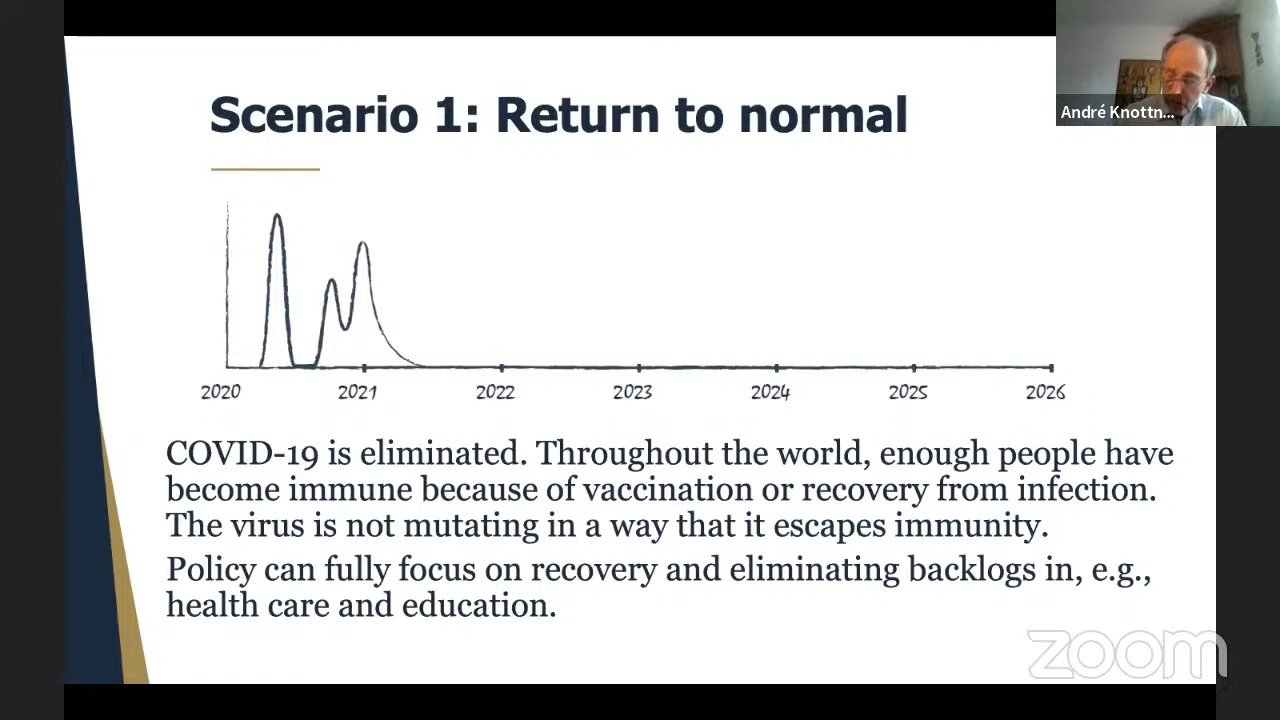 Scenario 1: Return to normal
André Knottn...
2020 2021 2022 2023 2024 2025 2026
COVID-19 is eliminated. Throughout the world, enough people have
become immune because of vaccination or recovery from infection.
The virus is not mutating in a way that it escapes immunity.
Policy can fully focus on recovery and eliminating backlogs in, e.g.,
health care and education.
zoom